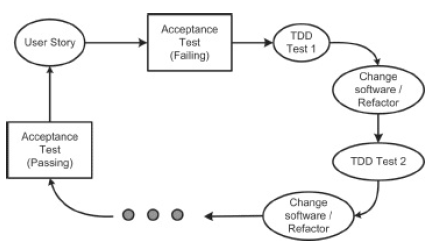 User Story
Acceptance
Test
(Failing)
TDD
Test 1
Change
software /
Refactor
TDD Test 2
Change
software /
Refactor
Acceptance
Test
(Passing)